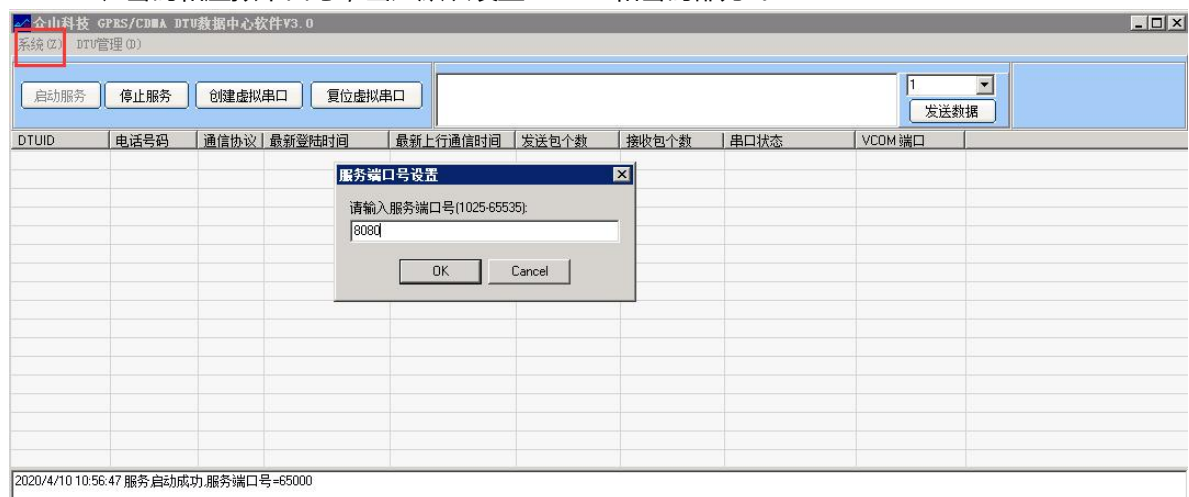 众山科技 GPRS/CDMA DTU数据中心软件V3.0
系统(Z) DTU管理(D)
启动服务 停止服务 创建虚拟串口 复位虚拟串口
1
发送数据
DTUID 电话号码 通信协议 最新登陆时间 最新上行通信时间 发送包个数 接收包个数 串口状态 VCOM端口
服务端口号设置
请输入服务端口号(1025-65535):
8080
OK Cancel
2020/4/10 10:56:47 服务启动成功.服务端口号=65000